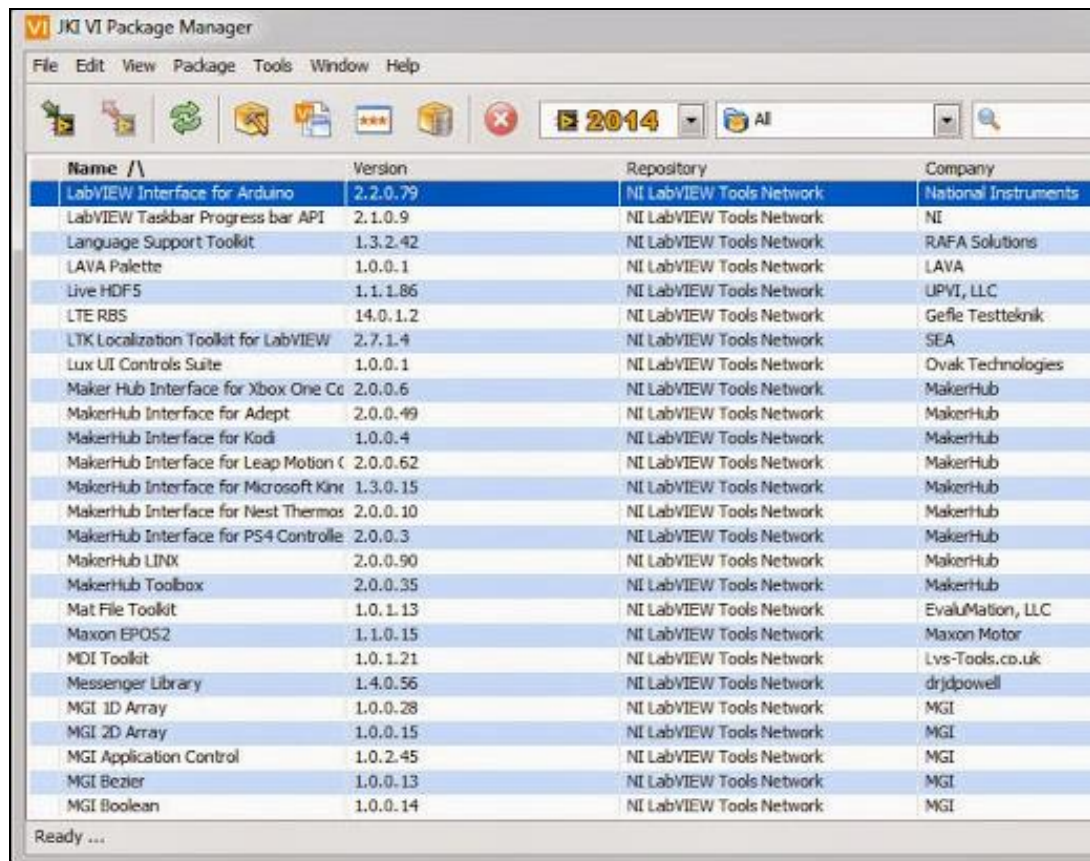 VI JKI VI Package Manager
File Edit View Package Tools Window Help
2014 All
Name /\ Version Repository Company
LabVIEW Interface for Arduino 2.2.0.79 NI LabVIEW Tools Network National Instruments
LabVIEW Taskbar Progress bar API 2.1.0.9 NI LabVIEW Tools Network NI
Language Support Toolkit 1.3.2.42 NI LabVIEW Tools Network RAFA Solutions
LAVA Palette 1.0.0.1 NI LabVIEW Tools Network LAVA
Live HDF5 1.1.1.86 NI LabVIEW Tools Network UPVI, LLC
LTE RBS 14.0.1.2 NI LabVIEW Tools Network Gefle Testteknik
LTK Localization Toolkit for LabVIEW 2.7.1.4 NI LabVIEW Tools Network SEA
Lux UI Controls Suite 1.0.0.1 NI LabVIEW Tools Network Ovak Technologies
Maker Hub Interface for Xbox One Co 2.0.0.6 NI LabVIEW Tools Network MakerHub
MakerHub Interface for Adept 2.0.0.49 NI LabVIEW Tools Network MakerHub
MakerHub Interface for Kodi 1.0.0.4 NI LabVIEW Tools Network MakerHub
MakerHub Interface for Leap Motion C 2.0.0.62 NI LabVIEW Tools Network MakerHub
MakerHub Interface for Microsoft Kine 1.3.0.15 NI LabVIEW Tools Network MakerHub
MakerHub Interface for Nest Thermos 2.0.0.10 NI LabVIEW Tools Network MakerHub
MakerHub Interface for PS4 Controlle 2.0.0.3 NI LabVIEW Tools Network MakerHub
MakerHub LINX 2.0.0.90 NI LabVIEW Tools Network MakerHub
MakerHub Toolbox 2.0.0.35 NI LabVIEW Tools Network MakerHub
Mat File Toolkit 1.0.1.13 NI LabVIEW Tools Network EvaluMation, LLC
Maxon EPOS2 1.1.0.15 NI LabVIEW Tools Network Maxon Motor
MDI Toolkit 1.0.1.21 NI LabVIEW Tools Network Lvs-Tools.co.uk
Messenger Library 1.4.0.56 NI LabVIEW Tools Network drjdpowell
MGI 1D Array 1.0.0.28 NI LabVIEW Tools Network MGI
MGI 2D Array 1.0.0.15 NI LabVIEW Tools Network MGI
MGI Application Control 1.0.2.45 NI LabVIEW Tools Network MGI
MGI Bezier 1.0.0.13 NI LabVIEW Tools Network MGI
MGI Boolean 1.0.0.14 NI LabVIEW Tools Network MGI
Ready ...